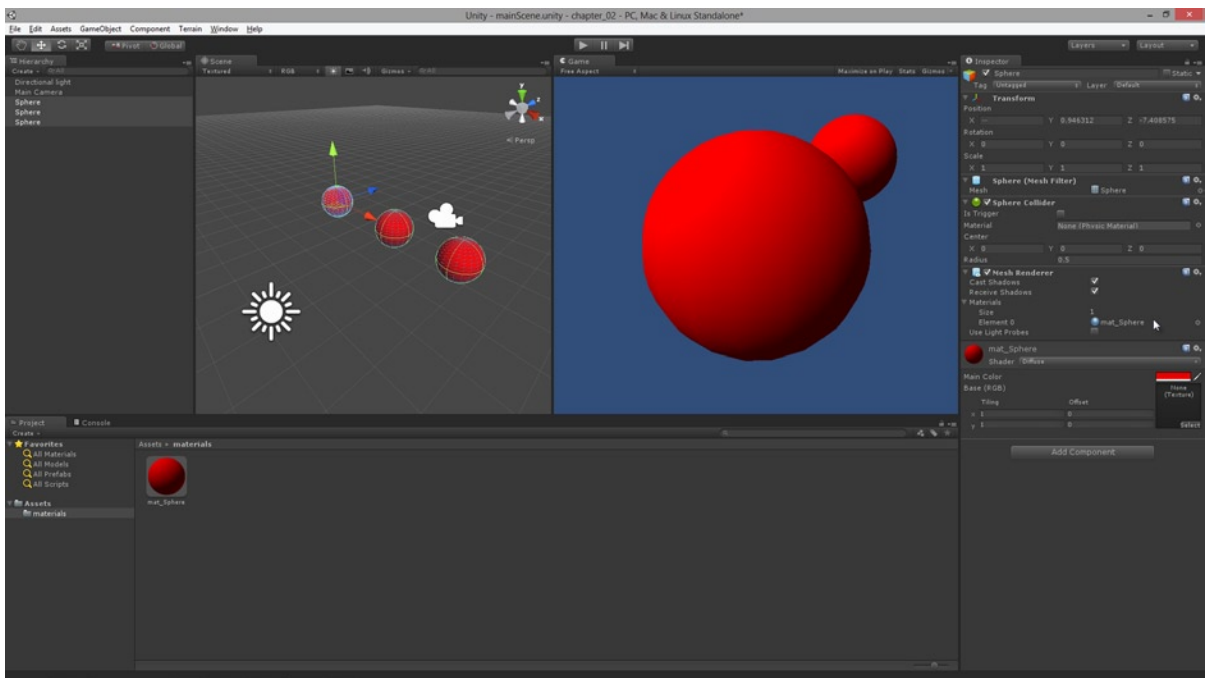 Unity - mainScene.unity - chapter_02 - PC, Mac & Linux Standalone*
File Edit Assets GameObject Component Terrain Window Help
Pivot Global
Layers Layout
Hierarchy
Create All
Directional light
Main Camera
Sphere
Sphere
Sphere
Scene
Textured RGB Gizmos All
y
z
x
Persp
Game
Free Aspect Maximize on Play Stats Gizmos
Inspector
Sphere Static
Tag Untagged Layer Default
Transform
Position
X — Y 0.946312 Z -7.408575
Rotation
X 0 Y 0 Z 0
Scale
X 1 Y 1 Z 1
Sphere (Mesh Filter)
Mesh Sphere
Sphere Collider
Is Trigger
Material None (Physic Material)
Center
X 0 Y 0 Z 0
Radius 0.5
Mesh Renderer
Cast Shadows
Receive Shadows
Materials
Size 1
Element 0 mat_Sphere
Use Light Probes
mat_Sphere
Shader Diffuse
Main Color
Base (RGB) None (Texture)
Tiling Offset
x 1 0
y 1 0 Select
Add Component
Project Console
Create
Favorites
All Materials
All Models
All Prefabs
All Scripts
Assets
materials
Assets materials
mat_Sphere